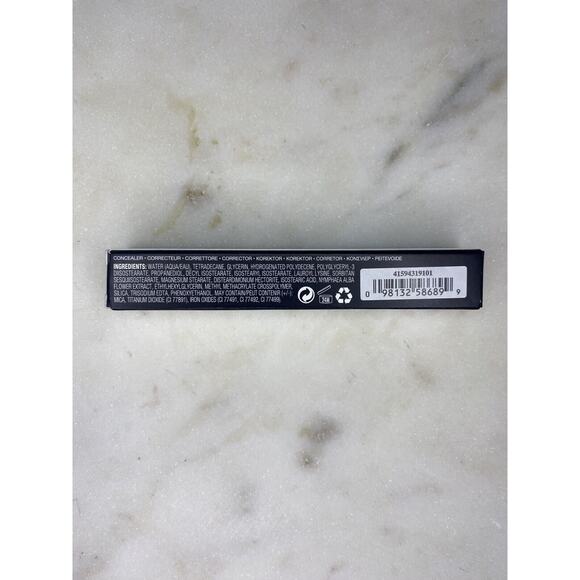 CONCEALER • CORRECTEUR • CORRETTORE • CORRECTOR • KOREKTOR • KOREKTOR • CORRETOR • ΚΟΝΣΙΛΕΡ • PEITEVOIDE
INGREDIENTS: WATER (AQUA/EAU), TETRADECANE, GLYCERIN, HYDROGENATED POLYDECENE, POLYGLYCERYL-3
DIISOSTEARATE, PROPANEDIOL, DECYL ISOSTEARATE, ISOSTEARYL ISOSTEARATE, LAUROYL LYSINE, SORBITAN
SESQUIISOSTEARATE, MAGNESIUM STEARATE, DISTEARDIMONIUM HECTORITE, ISOSTEARIC ACID, NYMPHAEA ALBA
FLOWER EXTRACT, ETHYLHEXYLGLYCERIN, METHYL METHACRYLATE CROSSPOLYMER,
SILICA, TRISODIUM EDTA, PHENOXYETHANOL. MAY CONTAIN/PEUT CONTENIR (+/-):
MICA, TITANIUM DIOXIDE (CI 77891), IRON OXIDES (CI 77491, CI 77492, CI 77499).
24M
41594319101
0 98132 58689 9